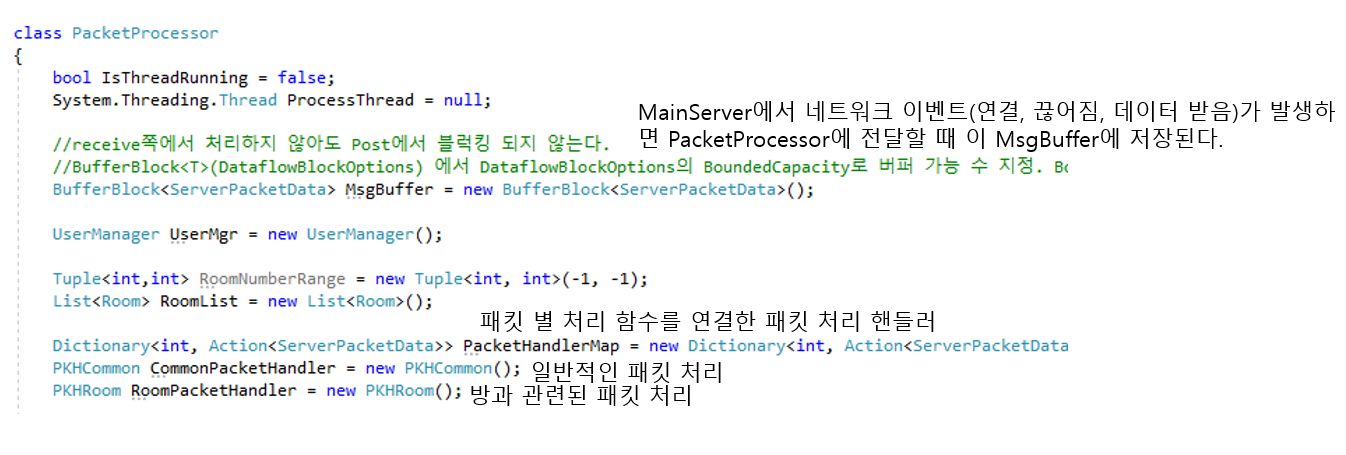 class PacketProcessor
{
bool IsThreadRunning = false;
System.Threading.Thread ProcessThread = null;
MainServer에서 네트워크 이벤트(연결, 끊어짐, 데이터 받음)가 발생하
면 PacketProcessor에 전달할 때 이 MsgBuffer에 저장된다.
//receive쪽에서 처리하지 않아도 Post에서 블럭킹 되지 않는다.
//BufferBlock<T>(DataflowBlockOptions) 에서 DataflowBlockOptions의 BoundedCapacity로 버퍼 가능 수 지정.
BufferBlock<ServerPacketData> MsgBuffer = new BufferBlock<ServerPacketData>();
UserManager UserMgr = new UserManager();
Tuple<int,int> RoomNumberRange = new Tuple<int, int>(-1, -1);
List<Room> RoomList = new List<Room>();
패킷 별 처리 함수를 연결한 패킷 처리 핸들러
Dictionary<int, Action<ServerPacketData>> PacketHandlerMap = new Dictionary<int, Action<ServerPacketData
PKHCommon CommonPacketHandler = new PKHCommon(); 일반적인 패킷 처리
PKHRoom RoomPacketHandler = new PKHRoom(); 방과 관련된 패킷 처리